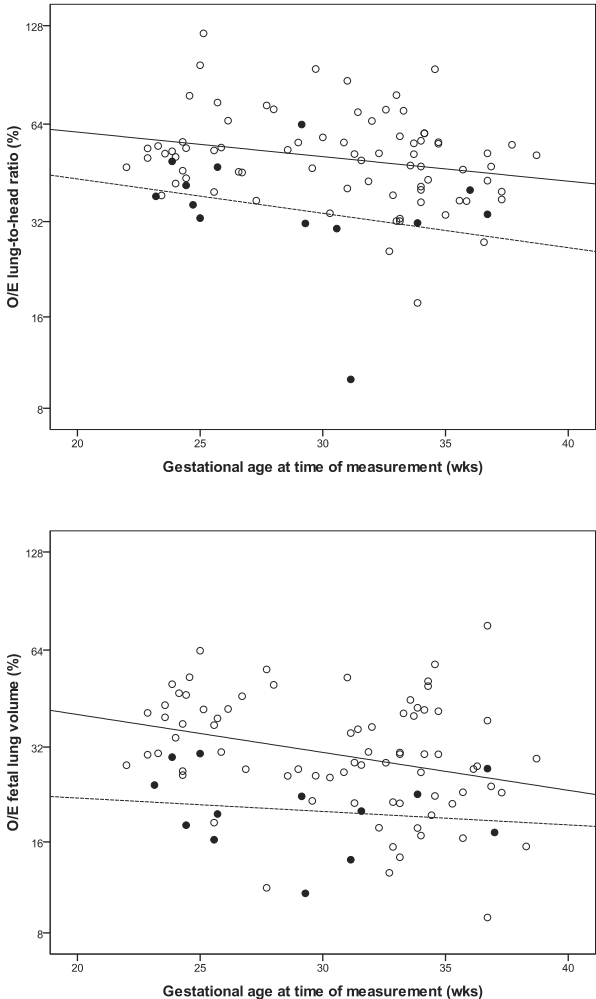 128
64
32
16
8
O/E lung-to-head ratio (%)
20 25 30 35 40
Gestational age at time of measurement (wks)
128
64
32
16
8
O/E fetal lung volume (%)
20 25 30 35 40
Gestational age at time of measurement (wks)